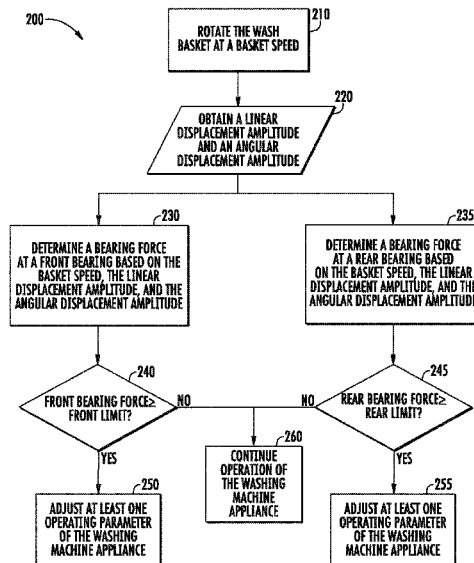 200
210
ROTATE THE WASH
BASKET AT A BASKET SPEED
220
OBTAIN A LINEAR
DISPLACEMENT AMPLITUDE
AND AN ANGULAR
DISPLACEMENT AMPLITUDE
230
DETERMINE A BEARING FORCE
AT A FRONT BEARING BASED ON THE
BASKET SPEED, THE LINEAR
DISPLACEMENT AMPLITUDE, AND THE
ANGULAR DISPLACEMENT AMPLITUDE
235
DETERMINE A BEARING FORCE
AT A REAR BEARING BASED
ON THE BASKET SPEED, THE LINEAR
DISPLACEMENT AMPLITUDE, AND THE
ANGULAR DISPLACEMENT AMPLITUDE
240
FRONT BEARING FORCE≥
FRONT LIMIT?
NO
YES
245
REAR BEARING FORCE≥
REAR LIMIT?
NO
YES
260
CONTINUE
OPERATION OF
THE WASHING
MACHINE
APPLIANCE
250
ADJUST AT LEAST ONE
OPERATING PARAMETER
OF THE WASHING
MACHINE APPLIANCE
255
ADJUST AT LEAST ONE
OPERATING PARAMETER
OF THE WASHING
MACHINE APPLIANCE